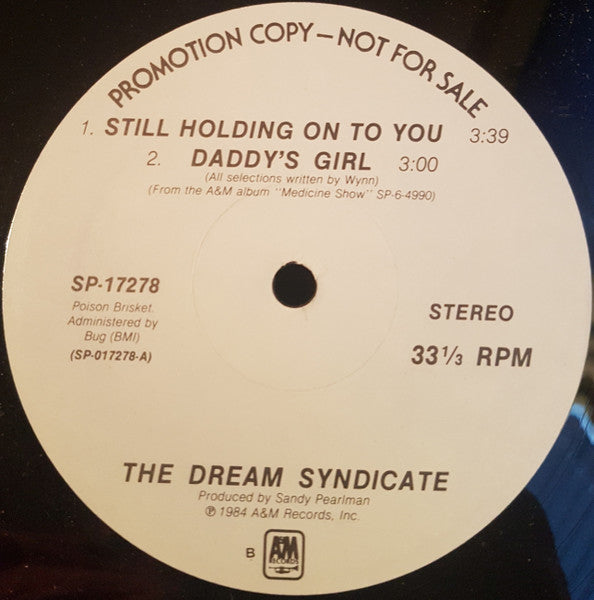 PROMOTION COPY—NOT FOR SALE
1. STILL HOLDING ON TO YOU 3:39
2. DADDY'S GIRL 3:00
(All selections written by Wynn)
(From the A&M album "Medicine Show" SP-6-4990)
SP-17278
Poison Brisket.
Administered by
Bug (BMI)
(SP-017278-A)
STEREO
33⅓ RPM
THE DREAM SYNDICATE
Produced by Sandy Pearlman
℗ 1984 A&M Records, Inc.
B
A&M
RECORDS